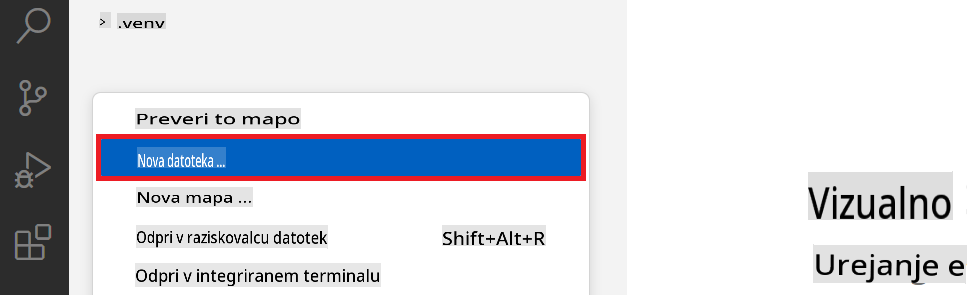 > .venv
Preveri to mapo
Nova datoteka ...
Nova mapa ...
Odpri v raziskovalcu datotek Shift+Alt+R
Odpri v integriranem terminalu
Vizualno
Urejanje e